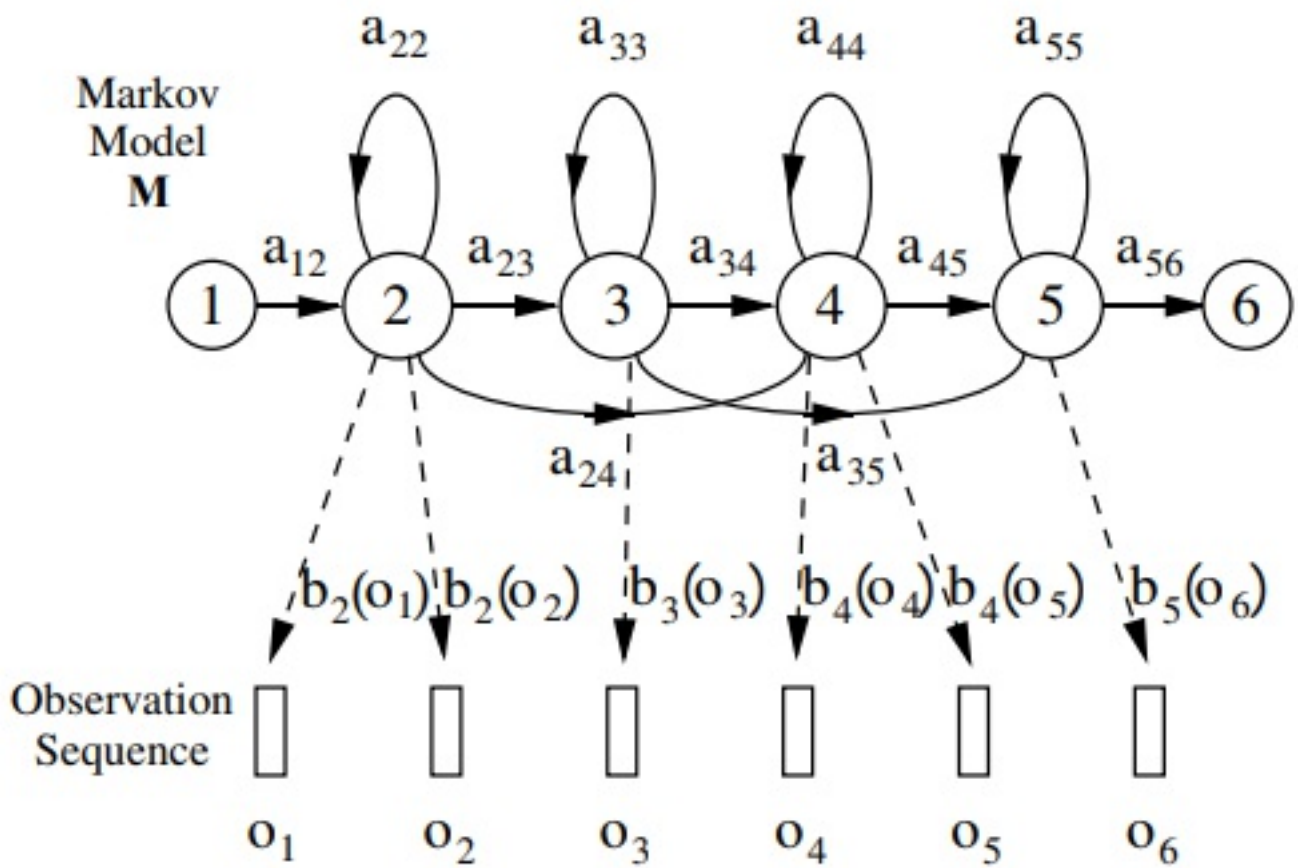 a₂₂ a₃₃ a₄₄ a₅₅
Markov
Model
M
a₁₂ a₂₃ a₃₄ a₄₅ a₅₆
1 2 3 4 5 6
a₂₄ a₃₅
b₂(o₁) b₂(o₂) b₃(o₃) b₄(o₄) b₄(o₅) b₅(o₆)
Observation
Sequence
o₁ o₂ o₃ o₄ o₅ o₆